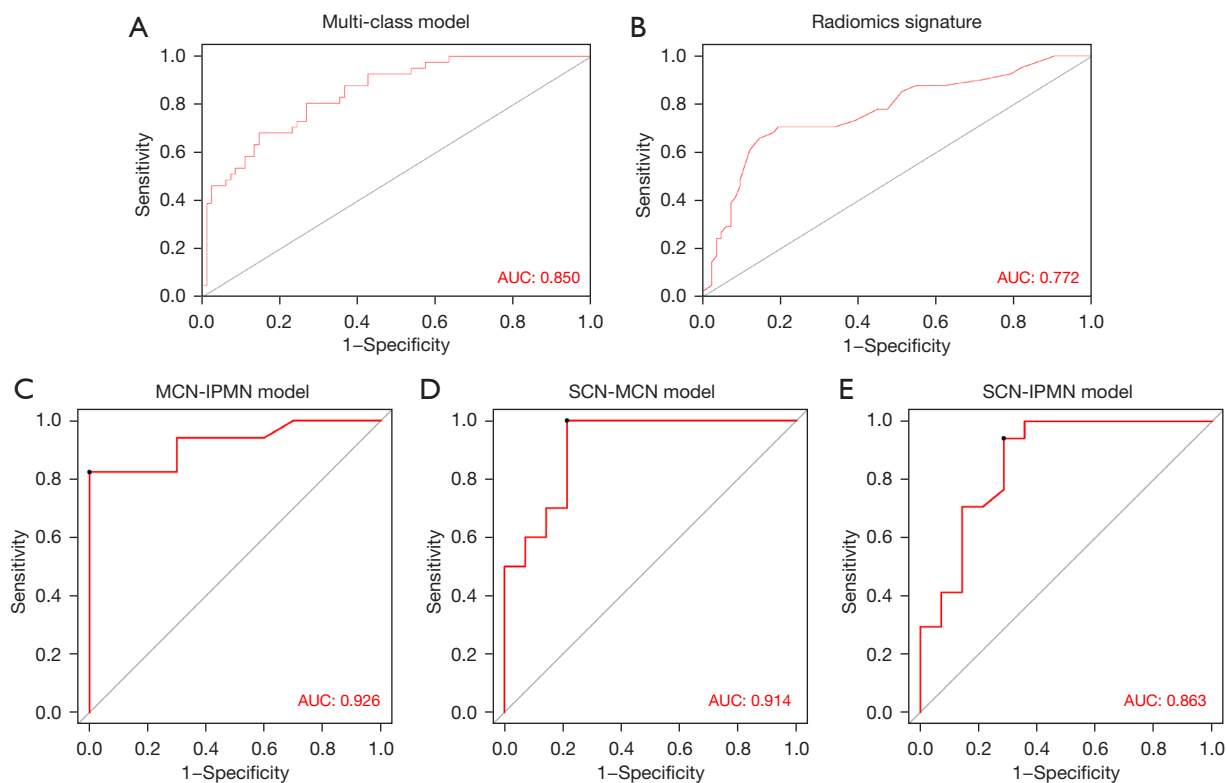 A
Multi-class model
Sensitivity
1.0
0.8
0.6
0.4
0.2
0.0
AUC: 0.850
0.0 0.2 0.4 0.6 0.8 1.0
1−Specificity
B
Radiomics signature
Sensitivity
1.0
0.8
0.6
0.4
0.2
0.0
AUC: 0.772
0.0 0.2 0.4 0.6 0.8 1.0
1−Specificity
C
MCN-IPMN model
Sensitivity
1.0
0.8
0.6
0.4
0.2
0.0
AUC: 0.926
0.0 0.2 0.4 0.6 0.8 1.0
1−Specificity
D
SCN-MCN model
Sensitivity
1.0
0.8
0.6
0.4
0.2
0.0
AUC: 0.914
0.0 0.2 0.4 0.6 0.8 1.0
1−Specificity
E
SCN-IPMN model
Sensitivity
1.0
0.8
0.6
0.4
0.2
0.0
AUC: 0.863
0.0 0.2 0.4 0.6 0.8 1.0
1−Specificity